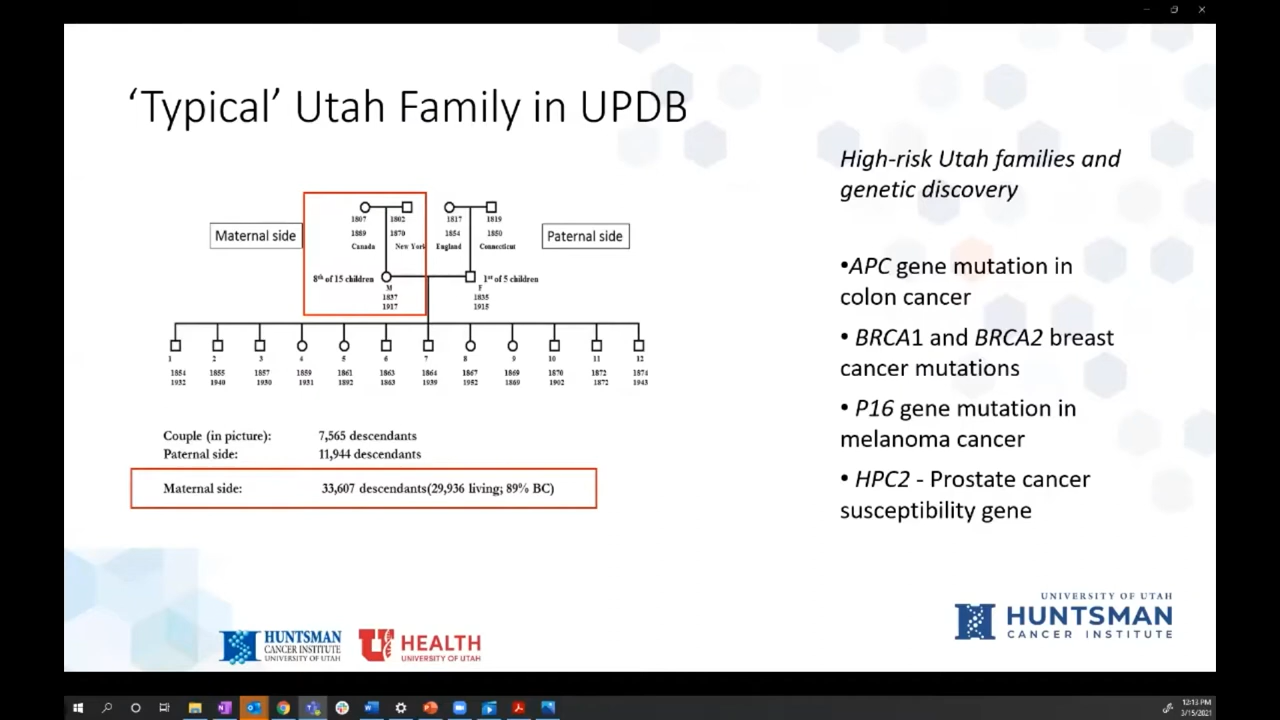 ‘Typical’ Utah Family in UPDB
High-risk Utah families and
genetic discovery
•APC gene mutation in
colon cancer
• BRCA1 and BRCA2 breast
cancer mutations
• P16 gene mutation in
melanoma cancer
• HPC2 - Prostate cancer
susceptibility gene
Maternal side
Paternal side
1807 1802 1817 1819
1889 1870 1854 1850
Canada New York England Connecticut
8th of 15 children 1st of 5 children
M F
1837 1835
1917 1915
1 2 3 4 5 6 7 8 9 10 11 12
1854 1855 1857 1859 1861 1863 1864 1867 1869 1870 1872 1874
1932 1940 1930 1931 1892 1863 1939 1952 1869 1902 1872 1943
Couple (in picture): 7,565 descendants
Paternal side: 11,944 descendants
Maternal side: 33,607 descendants(29,936 living; 89% BC)
HUNTSMAN
CANCER INSTITUTE
UNIVERSITY OF UTAH
U HEALTH
UNIVERSITY OF UTAH
UNIVERSITY OF UTAH
HUNTSMAN
CANCER INSTITUTE
12:13 PM
3/15/2021